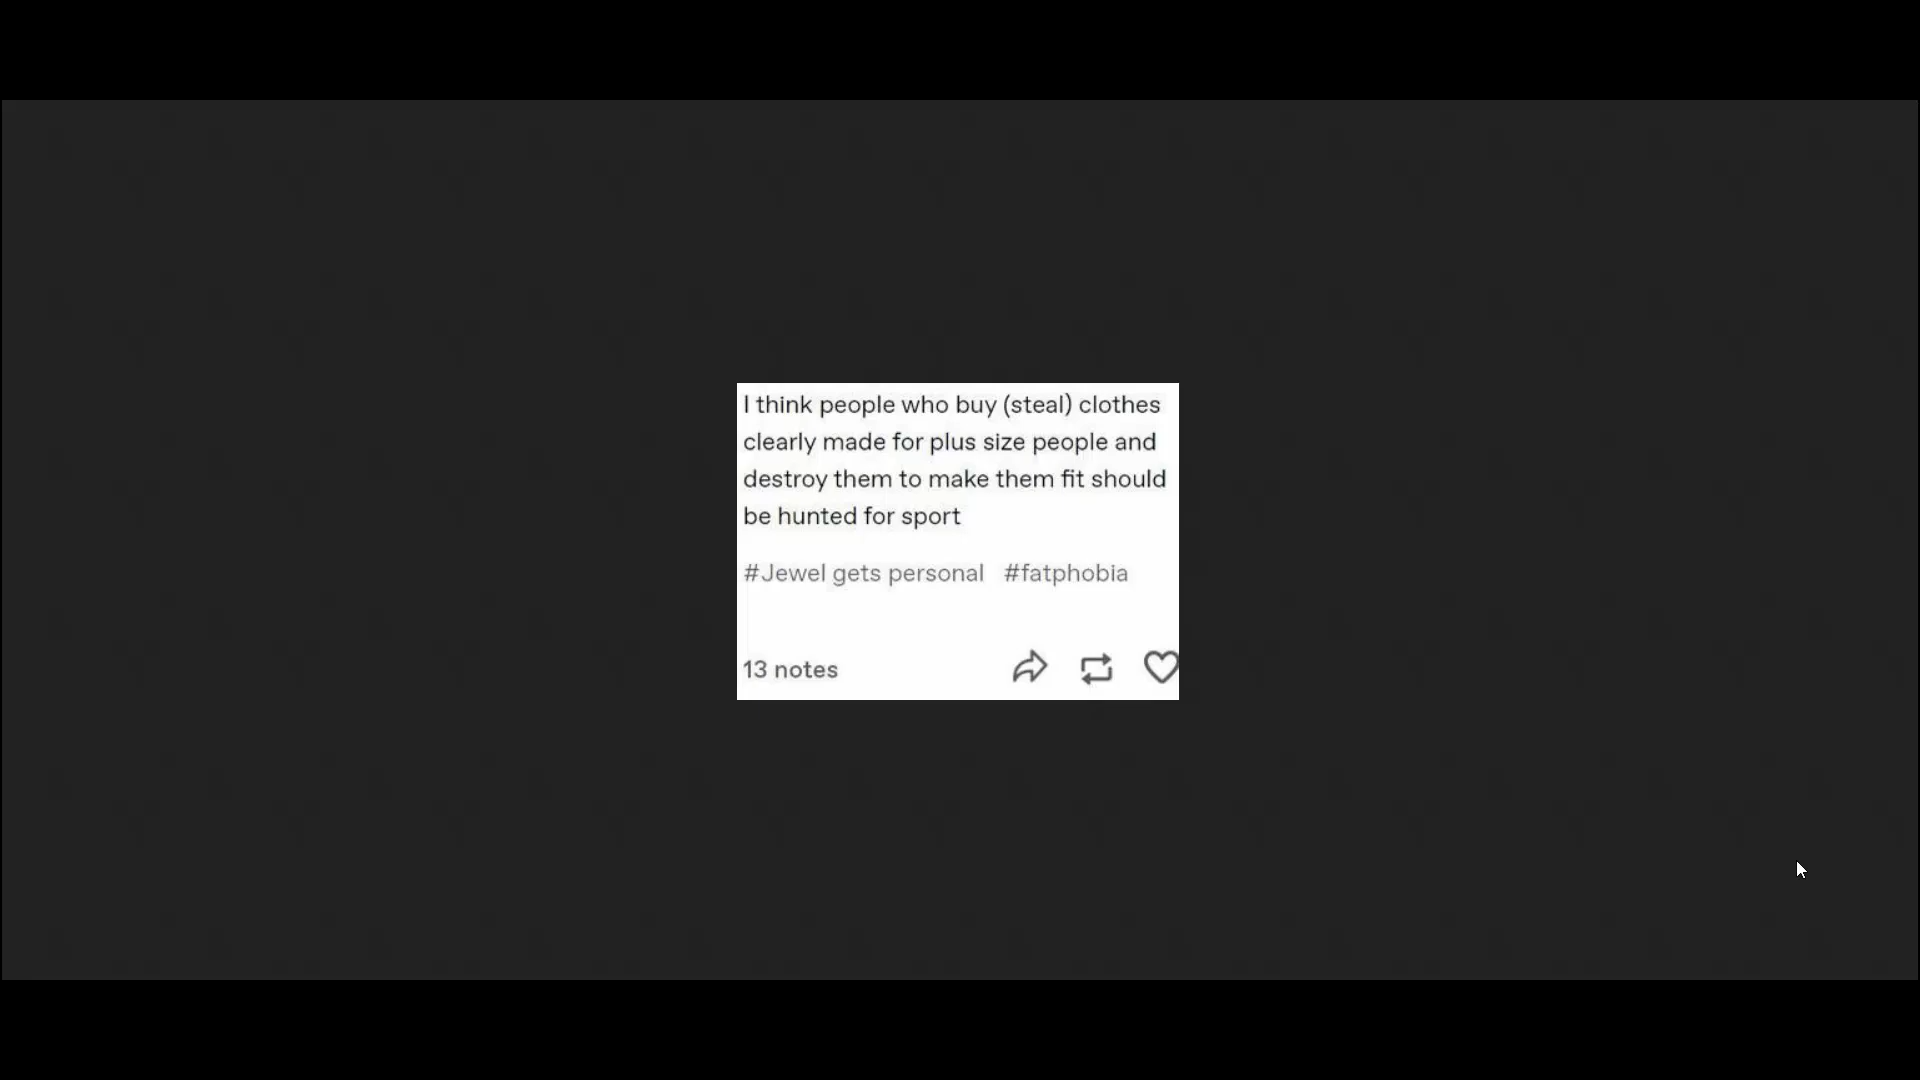 I think people who buy (steal) clothes
clearly made for plus size people and
destroy them to make them fit should
be hunted for sport
#Jewel gets personal #fatphobia
13 notes